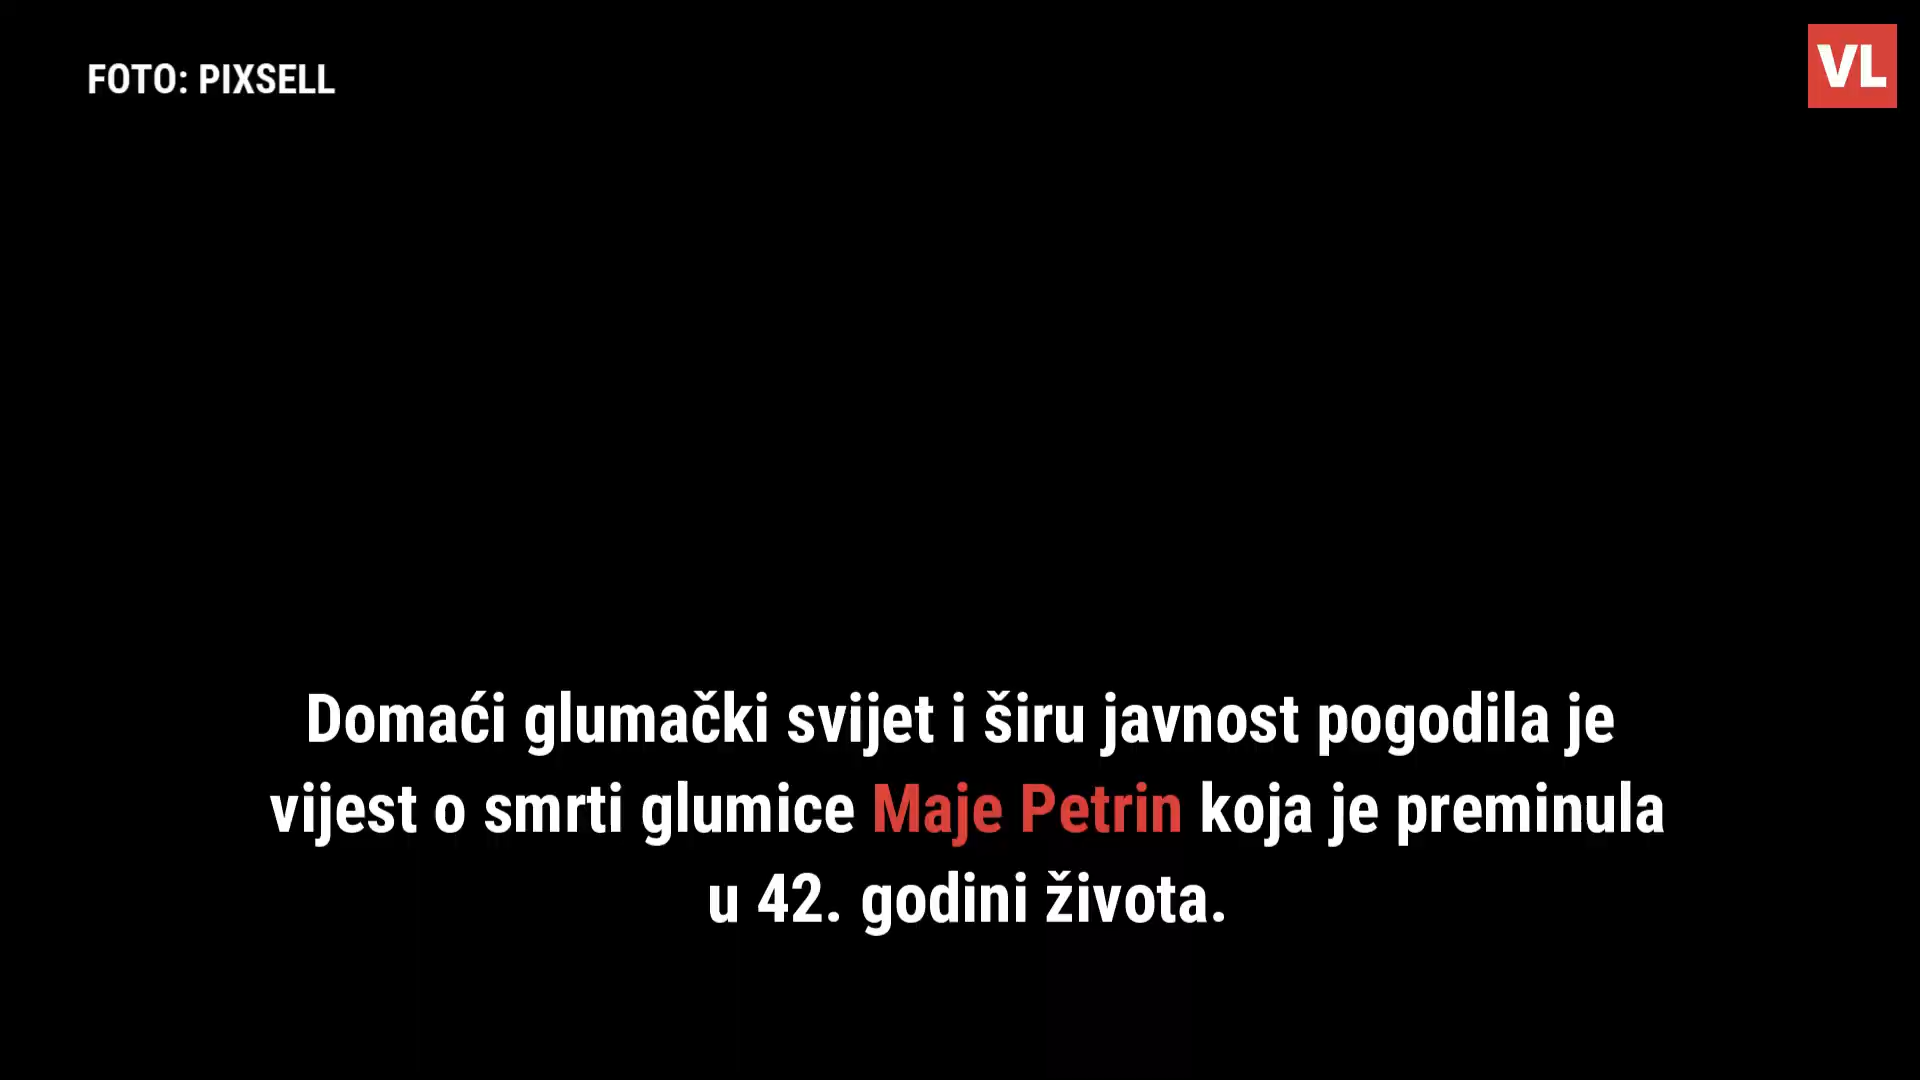 FOTO: PIXSELL
VL
Domaći glumački svijet i širu javnost pogodila je
vijest o smrti glumice Maje Petrin koja je preminula
u 42. godini života.